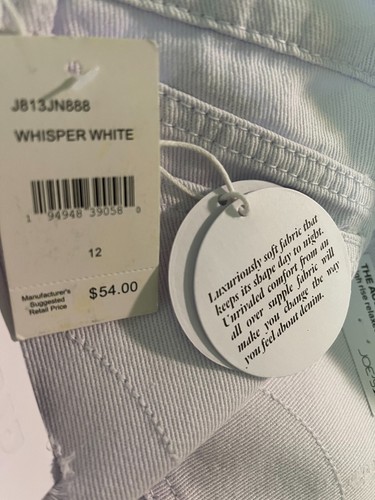 J813JN888
WHISPER WHITE
1 94948 39058 0
12
Manufacturer's
Suggested
Retail Price
$54.00
Luxuriously soft fabric that
keeps its shape day to night.
Unrivaled comfort from an
all over supple fabric will
make you change the way
you feel about denim.